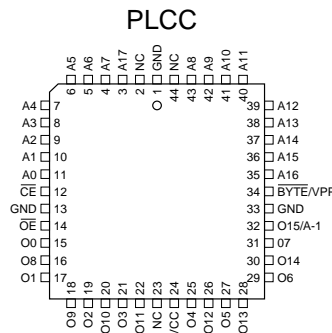 PLCC
A5
A6
A7
A17
NC
GND
NC
A8
A9
A10
A11
6
5
4
3
2
1
44
43
42
41
40
A4 7
A3 8
A2 9
A1 10
A0 11
CE 12
GND 13
OE 14
O0 15
O8 16
O1 17
39 A12
38 A13
37 A14
36 A15
35 A16
34 BYTE/VPP
33 GND
32 O15/A-1
31 07
30 O14
29 O6
18
19
20
21
22
23
24
25
26
27
28
O9
O2
O10
O3
O11
NC
VCC
O4
O12
O5
O13